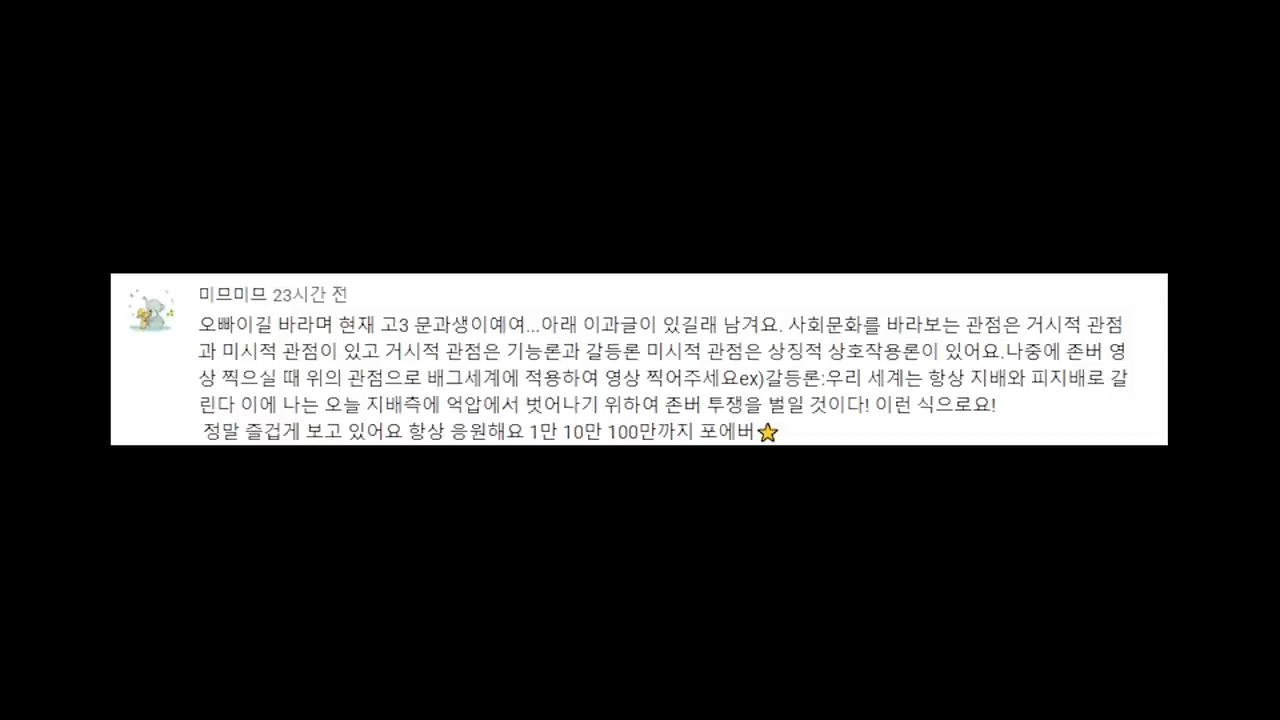 미므미므 23시간 전
오빠이길 바라며 현재 고3 문과생이예여...아래 이과글이 있길래 남겨요. 사회문화를 바라보는 관점은 거시적 관점
과 미시적 관점이 있고 거시적 관점은 기능론과 갈등론 미시적 관점은 상징적 상호작용론이 있어요.나중에 존버 영
상 찍으실 때 위의 관점으로 배그세계에 적용하여 영상 찍어주세요ex)갈등론:우리 세계는 항상 지배와 피지배로 갈
린다 이에 나는 오늘 지배측에 억압에서 벗어나기 위하여 존버 투쟁을 벌일 것이다! 이런 식으로요!
정말 즐겁게 보고 있어요 항상 응원해요 1만 10만 100만까지 포에버⭐